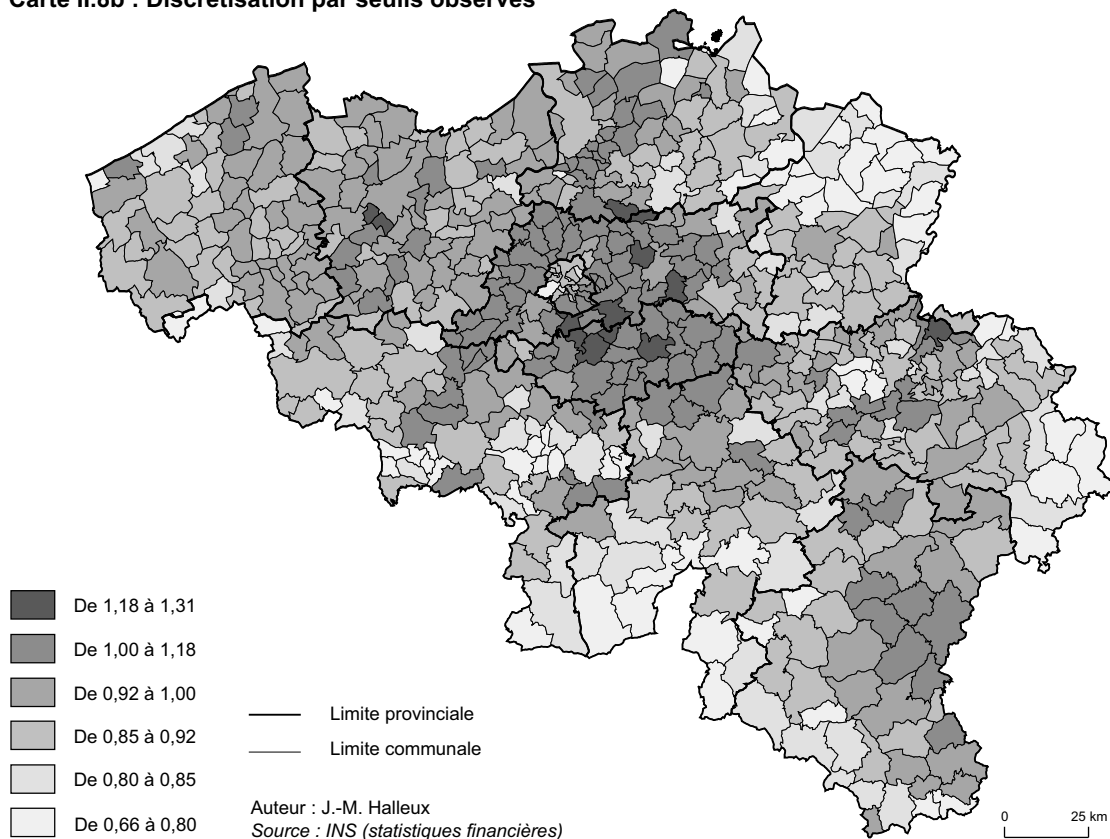 Carte II.8b : Discrétisation par seuils observés
De 1,18 à 1,31
De 1,00 à 1,18
De 0,92 à 1,00
De 0,85 à 0,92
De 0,80 à 0,85
De 0,66 à 0,80
Limite provinciale
Limite communale
Auteur : J.-M. Halleux
Source : INS (statistiques financières)
0 25 km